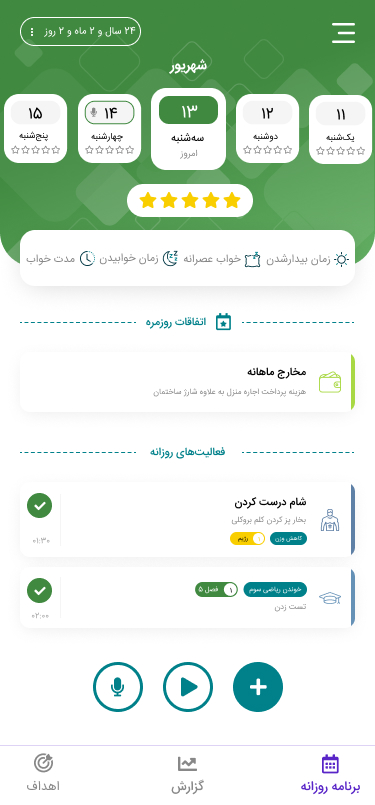 ۲۴ سال و ۲ ماه و ۲ روز
شهریور
۱۱
یک‌شنبه
۱۲
دوشنبه
۱۳
سه‌شنبه
امروز
۱۴
چهارشنبه
۱۵
پنج‌شنبه
زمان بیدارشدن
خواب عصرانه
زمان خوابیدن
مدت خواب
اتفاقات روزمره
مخارج ماهانه
هزینه پرداخت اجاره منزل به علاوه شارژ ساختمان
فعالیت‌های روزانه
شام درست کردن
بخار پز کردن کلم بروکلی
کاهش وزن
۱ رژیم
۰۱:۳۰
خوندن ریاضی سوم
۱ فصل ۵
تست زدن
۰۲:۰۰
برنامه روزانه
گزارش
اهداف